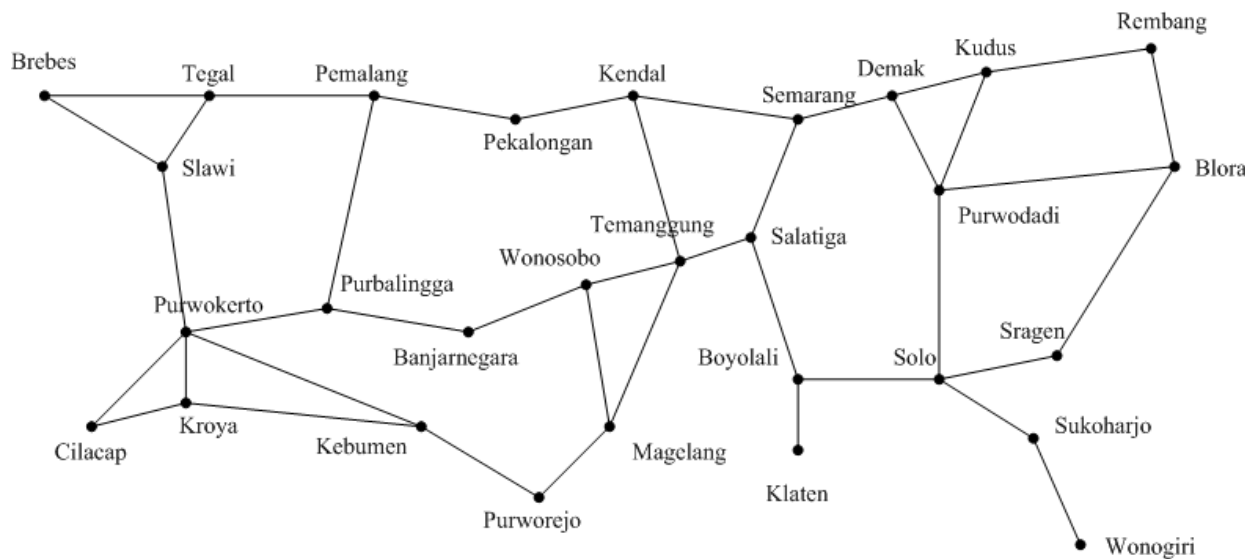 Rembang
Kudus
Brebes
Tegal
Pemalang
Kendal
Demak
Semarang
Pekalongan
Slawi
Blora
Purwodadi
Temanggung
Salatiga
Wonosobo
Purbalingga
Purwokerto
Banjarnegara
Boyolali
Solo
Sragen
Cilacap
Kroya
Kebumen
Magelang
Sukoharjo
Klaten
Purworejo
Wonogiri